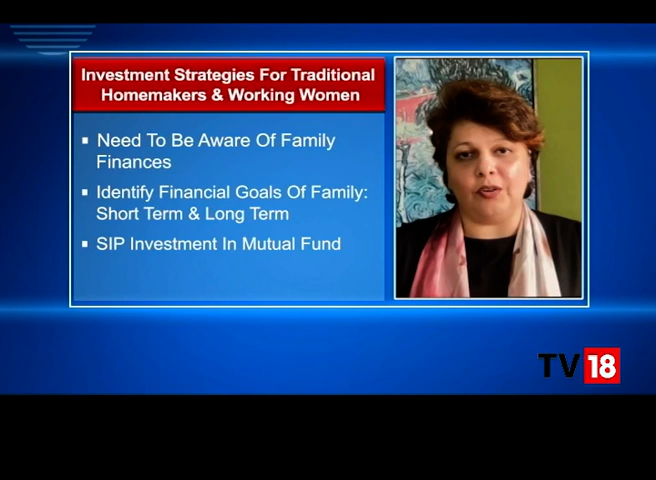 Investment Strategies For Traditional
Homemakers & Working Women
▪ Need To Be Aware Of Family
Finances
▪ Identify Financial Goals Of Family:
Short Term & Long Term
▪ SIP Investment In Mutual Fund
TV18